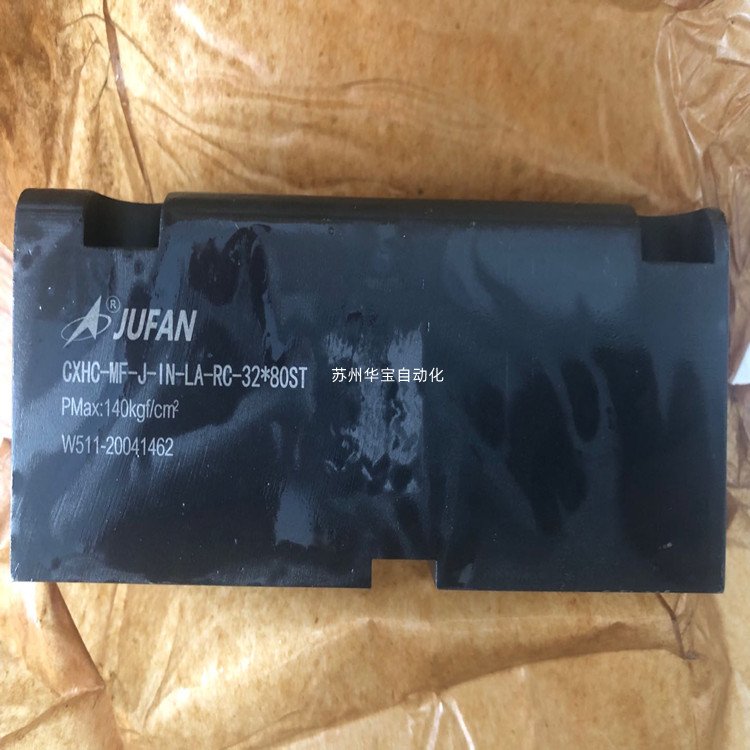 ® JUFAN
CXHC-MF-J-IN-LA-RC-32*80ST
苏州华宝自动化
PMax:140kgf/cm²
W511-20041462